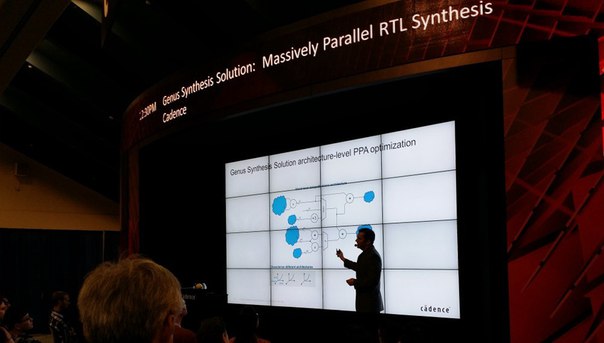 Genus Synthesis Solution: Massively Parallel RTL Synthesis
Cadence
Genus Synthesis Solution architecture-level PPA optimization
cādence